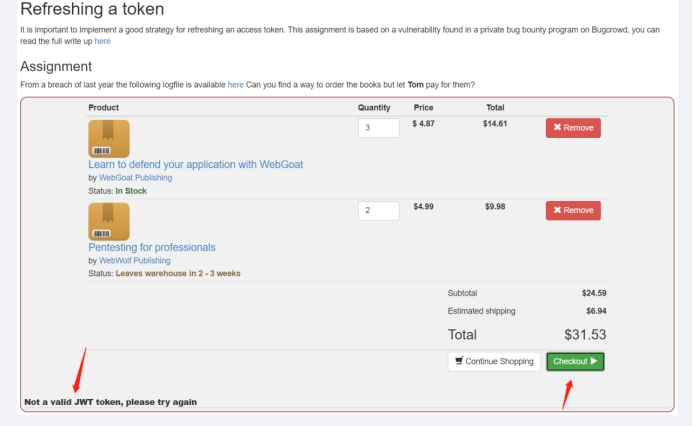 Refreshing a token
It is important to implement a good strategy for refreshing an access token. This assignment is based on a vulnerability found in a private bug bounty program on Bugcrowd, you can
read the full write up here
Assignment
From a breach of last year the following logfile is available here Can you find a way to order the books but let Tom pay for them?
Product Quantity Price Total
3 $ 4.87 $14.61 ✖ Remove
Learn to defend your application with WebGoat
by WebGoat Publishing
Status: In Stock
2 $4.99 $9.98 ✖ Remove
Pentesting for professionals
by WebWolf Publishing
Status: Leaves warehouse in 2 - 3 weeks
Subtotal $24.59
Estimated shipping $6.94
Total $31.53
Continue Shopping Checkout ▶
Not a valid JWT token, please try again